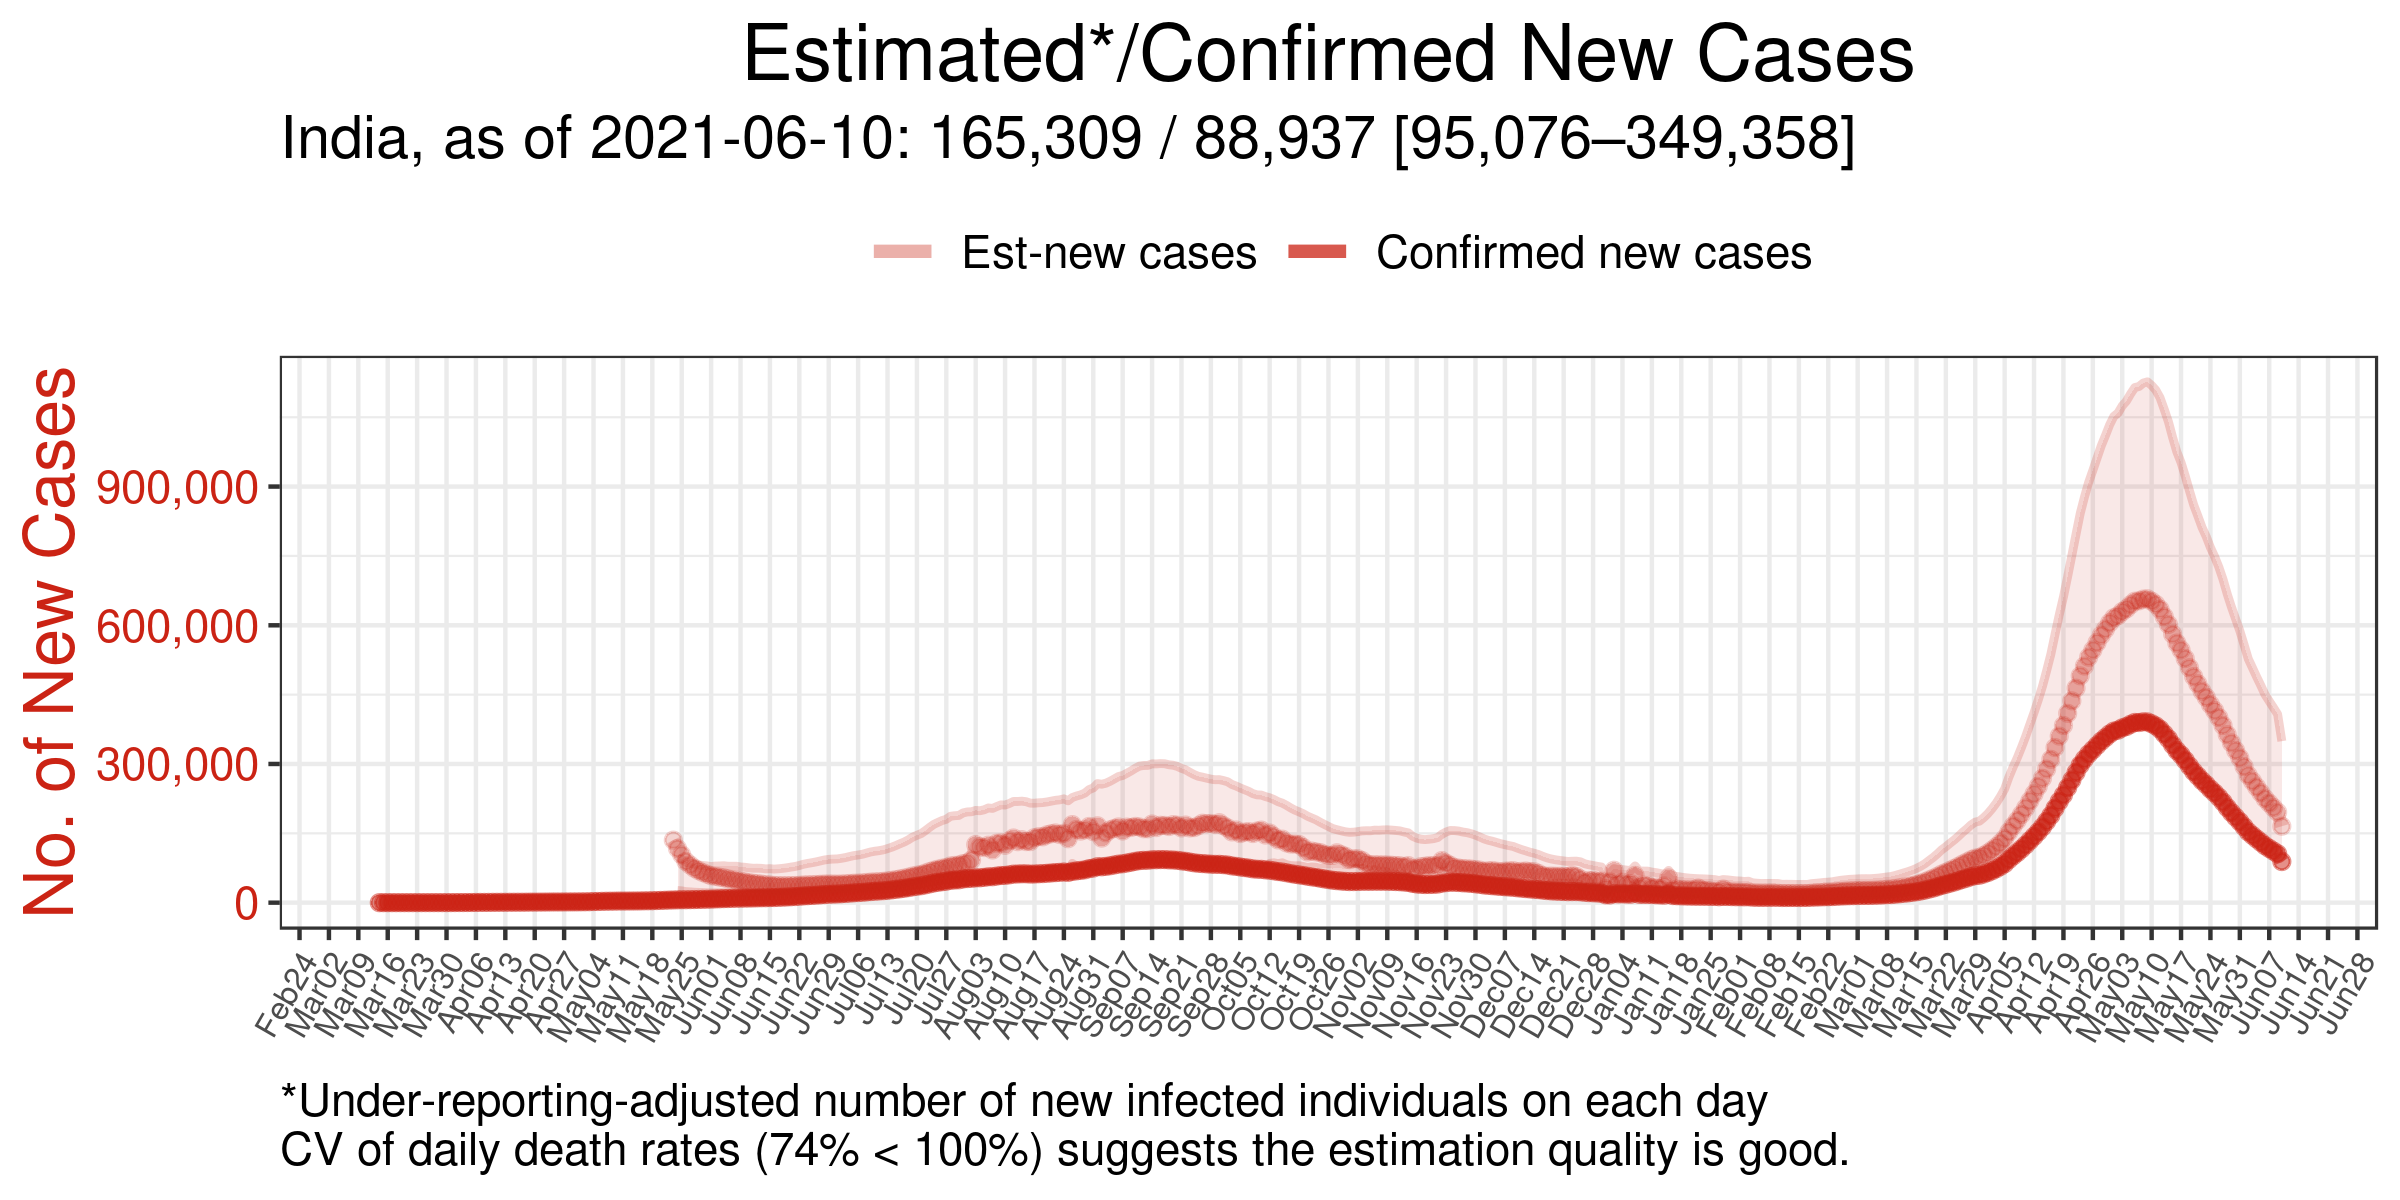 Estimated*/Confirmed New Cases
India, as of 2021-06-10: 165,309 / 88,937 [95,076–349,358]
Est-new cases
Confirmed new cases
No. of New Cases
900,000
600,000
300,000
0
Feb24
Mar02
Mar09
Mar16
Mar23
Mar30
Apr06
Apr13
Apr20
Apr27
May04
May11
May18
May25
Jun01
Jun08
Jun15
Jun22
Jun29
Jul06
Jul13
Jul20
Jul27
Aug03
Aug10
Aug17
Aug24
Aug31
Sep07
Sep14
Sep21
Sep28
Oct05
Oct12
Oct19
Oct26
Nov02
Nov09
Nov16
Nov23
Nov30
Dec07
Dec14
Dec21
Dec28
Jan04
Jan11
Jan18
Jan25
Feb01
Feb08
Feb15
Feb22
Mar01
Mar08
Mar15
Mar22
Mar29
Apr05
Apr12
Apr19
Apr26
May03
May10
May17
May24
May31
Jun07
Jun14
Jun21
Jun28
*Under-reporting-adjusted number of new infected individuals on each day
CV of daily death rates (74% < 100%) suggests the estimation quality is good.